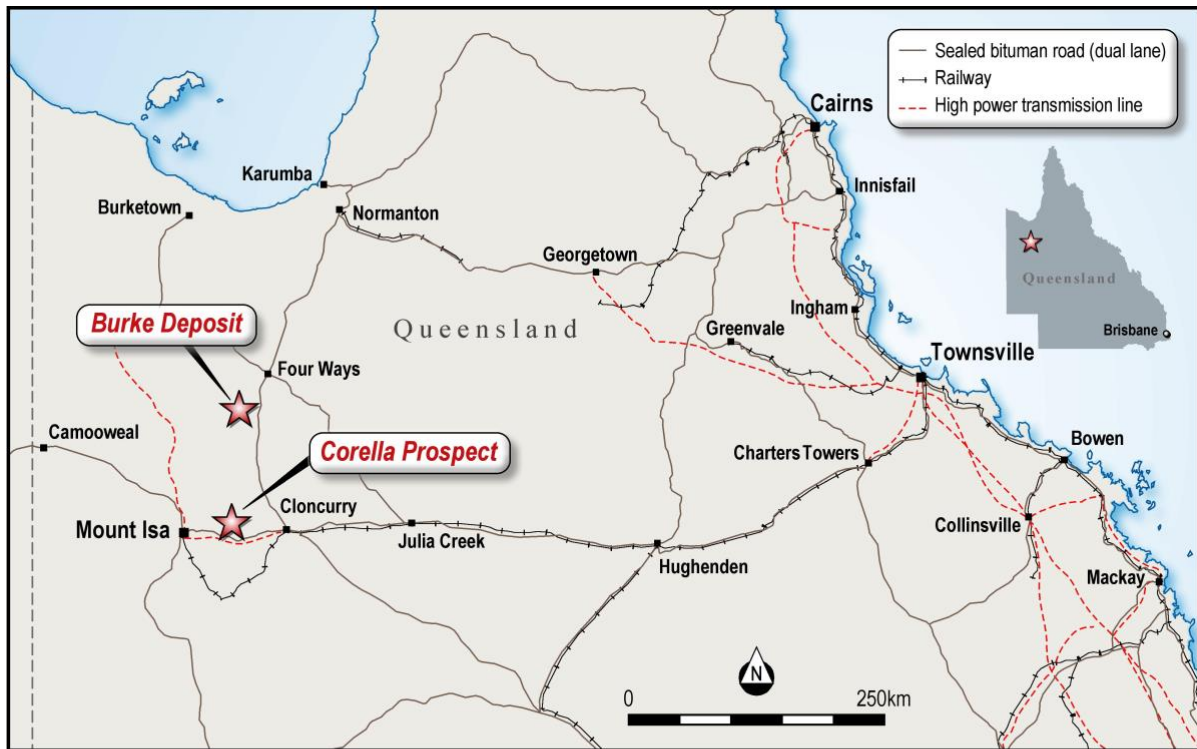 Sealed bituman road (dual lane)
Railway
High power transmission line
Cairns
Karumba
Innisfail
Burketown
Normanton
Georgetown
Queensland
Burke Deposit
Queensland
Ingham
Greenvale
Brisbane
Townsville
Four Ways
Camooweal
Corella Prospect
Charters Towers
Bowen
Mount Isa
Cloncurry
Julia Creek
Collinsville
Hughenden
Mackay
N
0 250km